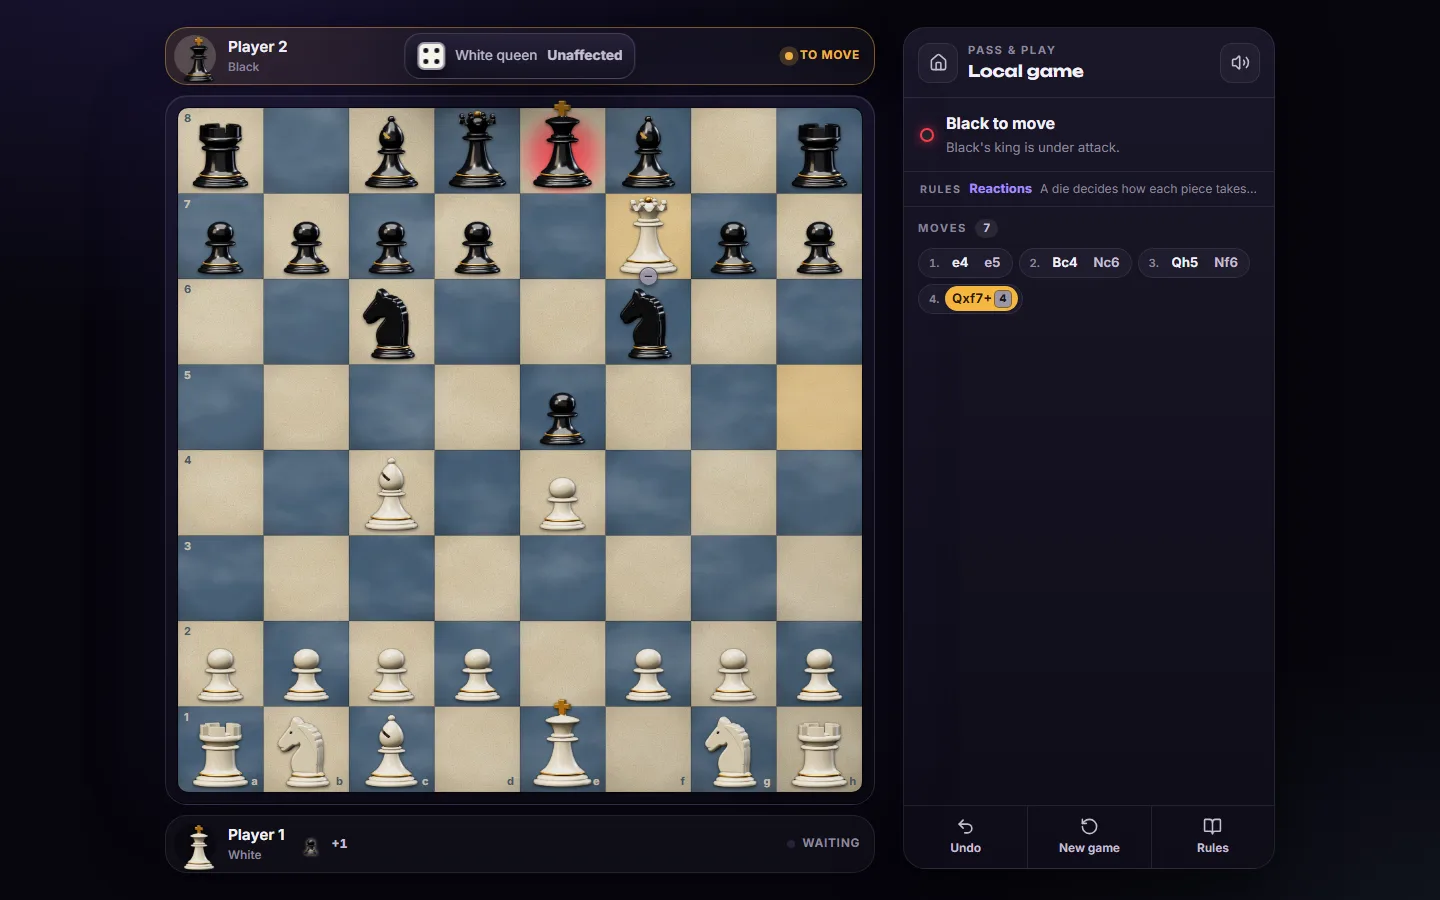 Player 2
Black
White queen Unaffected
TO MOVE
8
7
6
5
4
3
2
1
a b c d e f g h
Player 1
White
+1
WAITING
PASS & PLAY
Local game
Black to move
Black's king is under attack.
RULES Reactions A die decides how each piece takes...
MOVES 7
1. e4 e5 2. Bc4 Nc6 3. Qh5 Nf6
4. Qxf7+ 4
Undo New game Rules